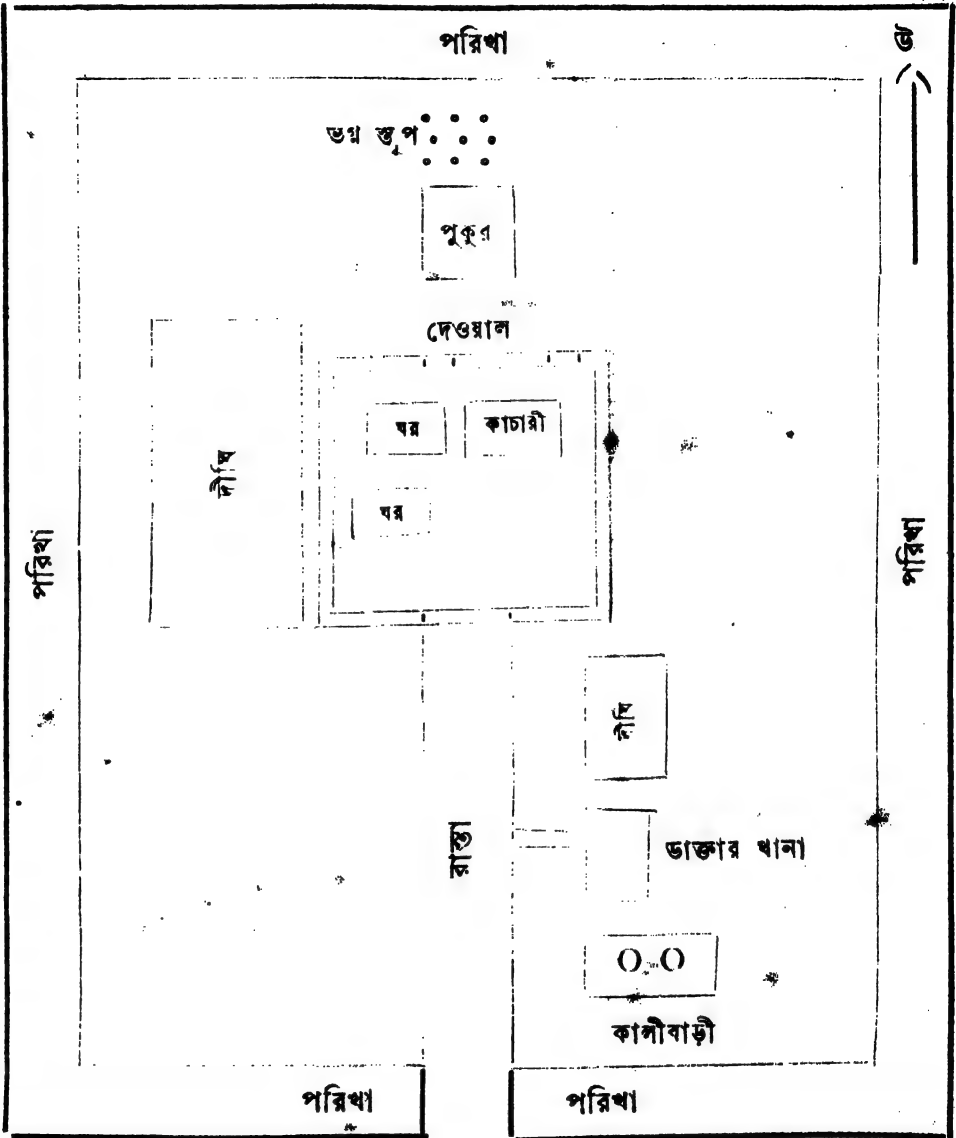 পরিখা
উ
ভগ্ন স্তূপ
পুকুর
দেওয়াল
ঘর
কাচারী
দীঘি
ঘর
পরিখা
পরিখা
দীঘি
রাস্তা
ডাক্তার খানা
কালীবাড়ী
পরিখা
পরিখা